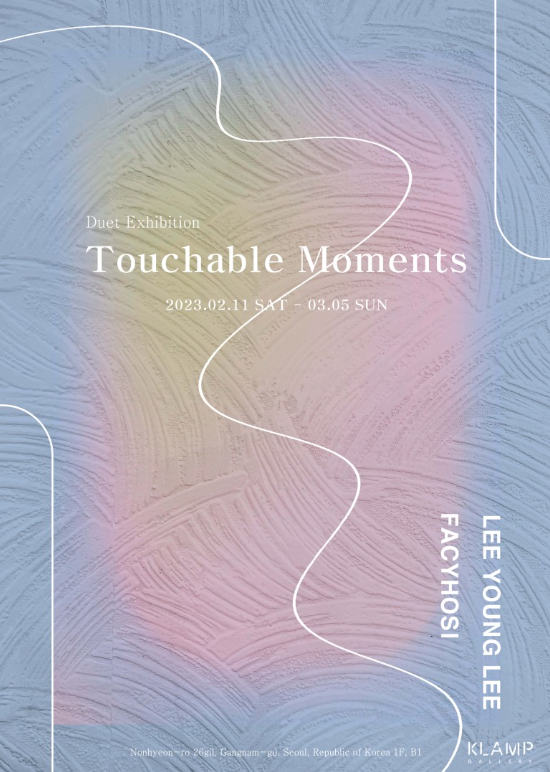 Duet Exhibition
Touchable Moments
2023.02.11 SAT - 03.05 SUN
LEE YOUNG LEE
FACYHOSI
Nonhyeon-ro 26gil, Gangnam-gu, Seoul, Republic of Korea 1F, B1
KLAMP
GALLERY